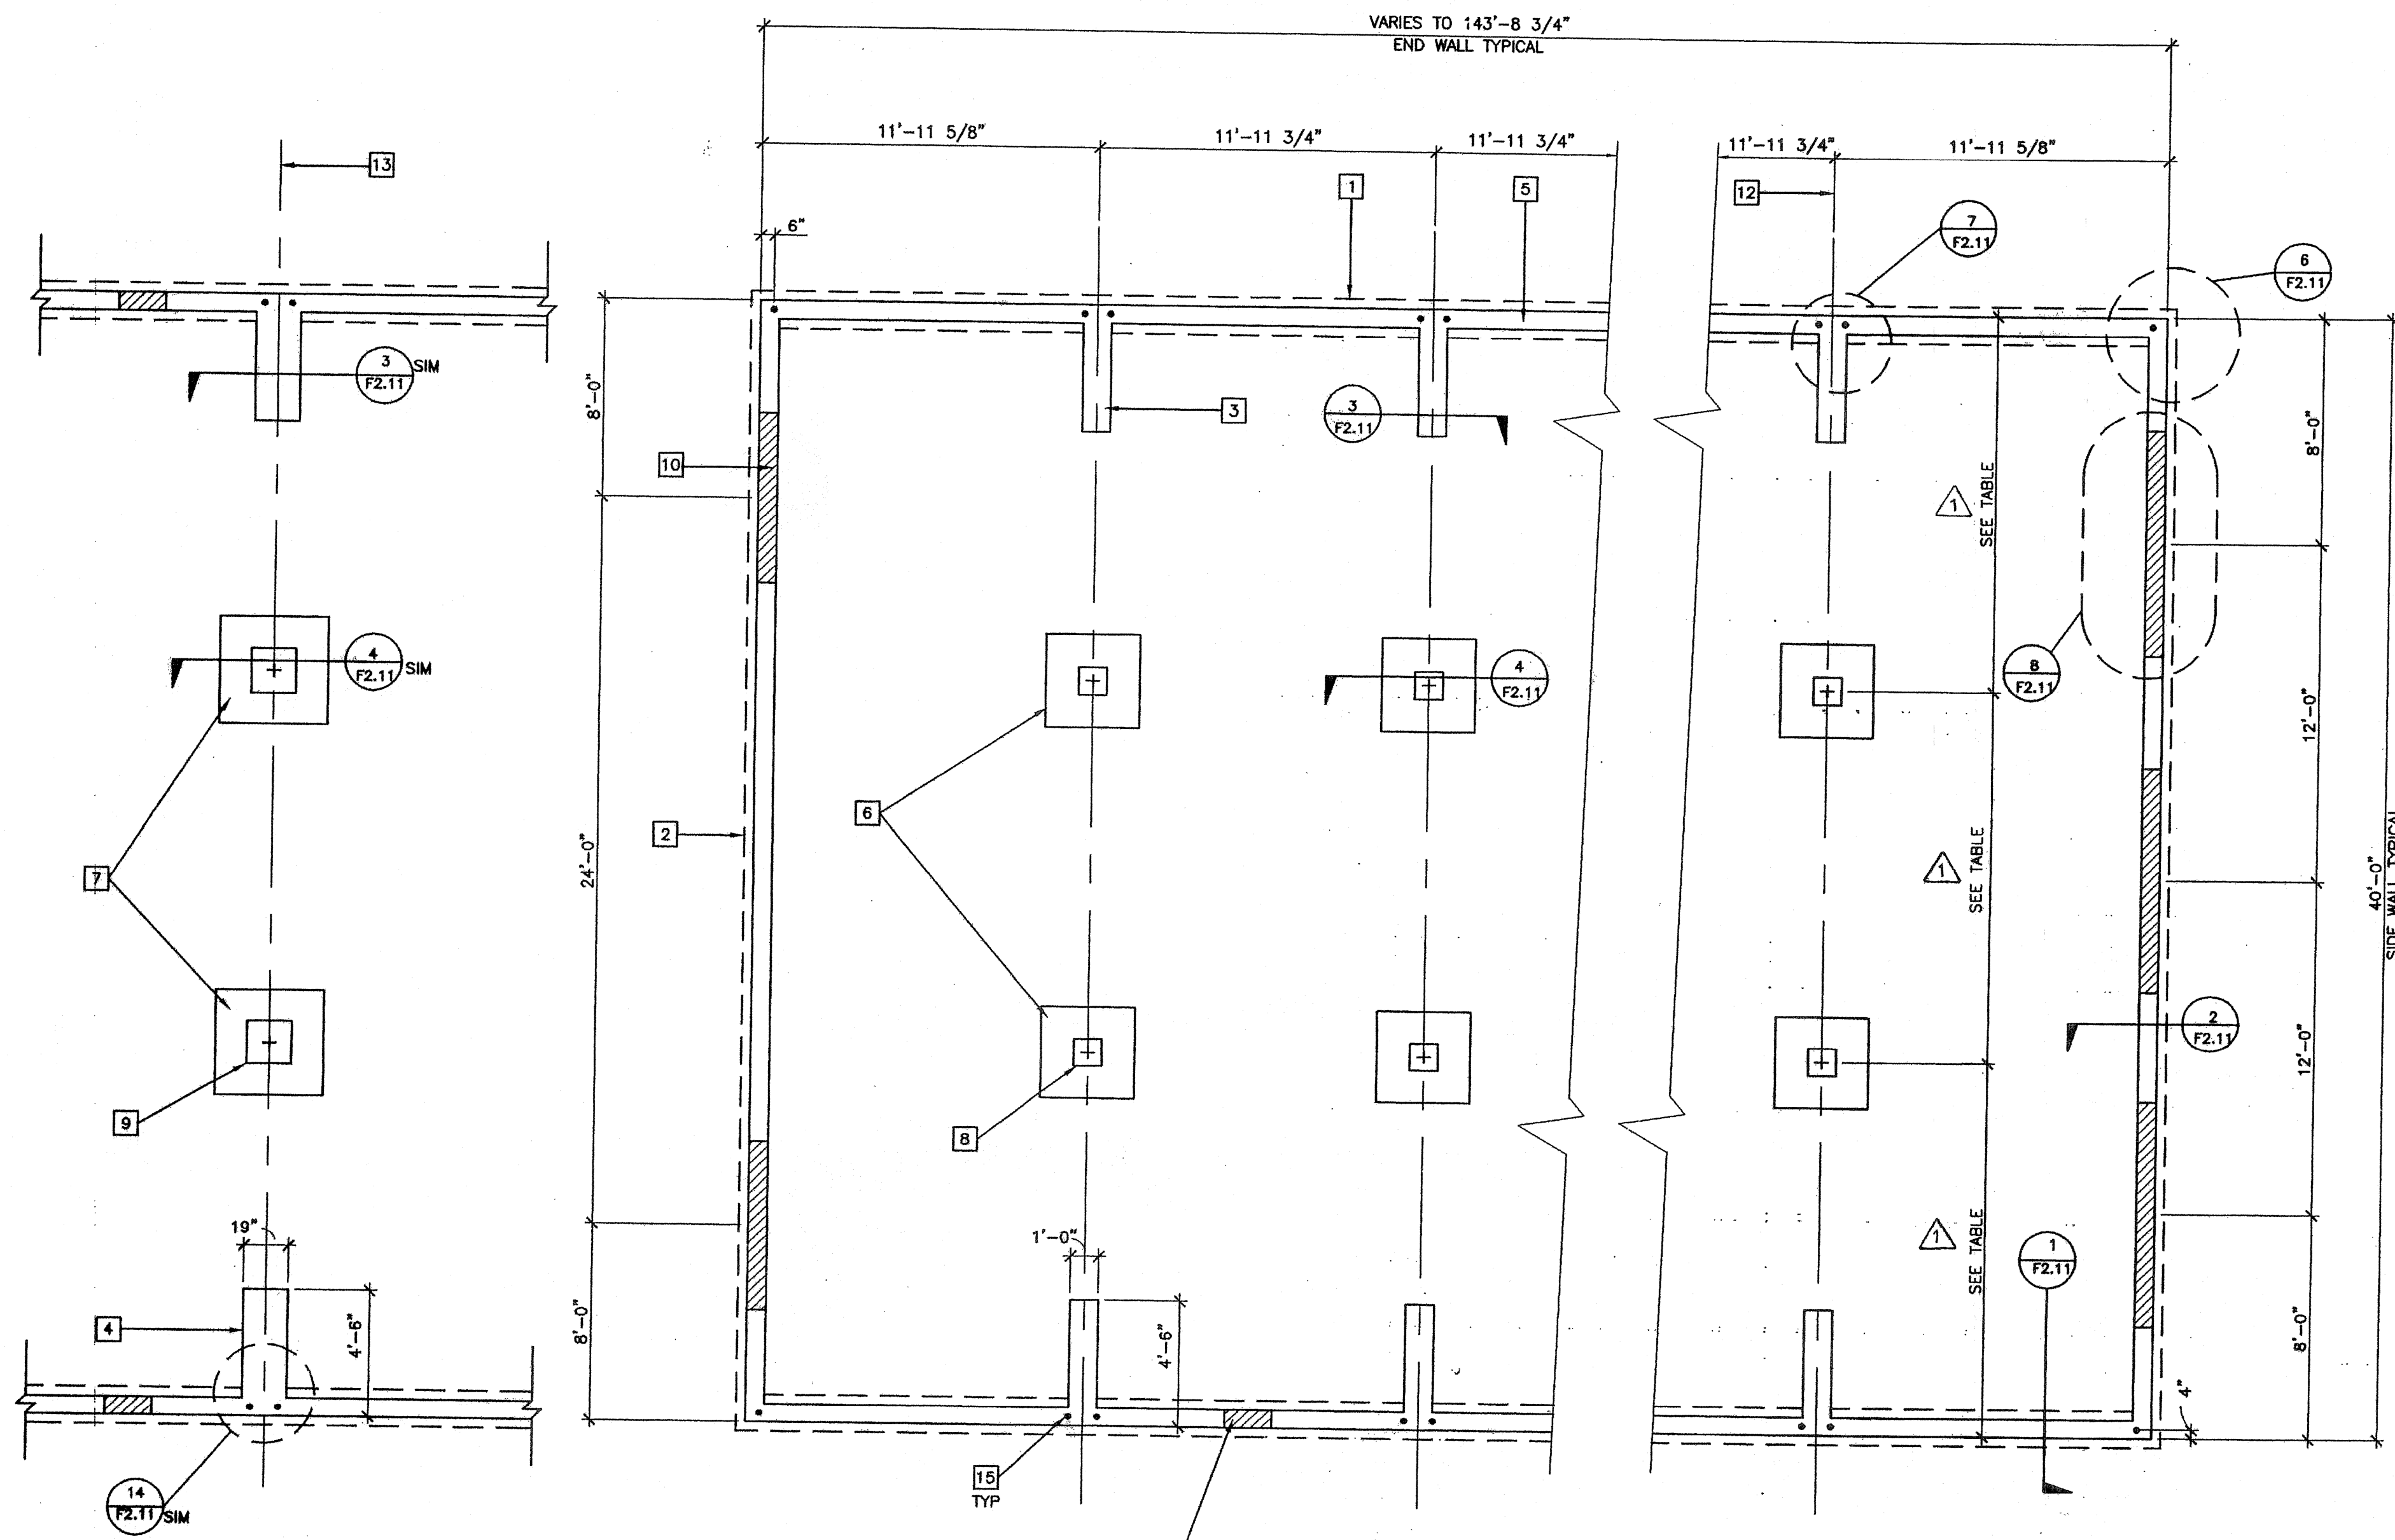 VARIES TO 143'-8 3/4"
END WALL TYPICAL
11'-11 5/8"
11'-11 3/4"
11'-11 3/4"
11'-11 3/4"
11'-11 5/8"
13
1
5
12
7
F2.11
6
F2.11
6"
3
F2.11
SIM
8'-0"
3
3
F2.11
10
8'-0"
1
SEE TABLE
4
F2.11
SIM
4
F2.11
8
F2.11
12'-0"
7
2
6
24'-0"
1
SEE TABLE
40'-0"
SIDE WALL TYPICAL
2
F2.11
12'-0"
9
8
19"
1'-0"
1
SEE TABLE
1
F2.11
4
4'-6"
8'-0"
4'-6"
8'-0"
4"
15
TYP
14
F2.11
SIM